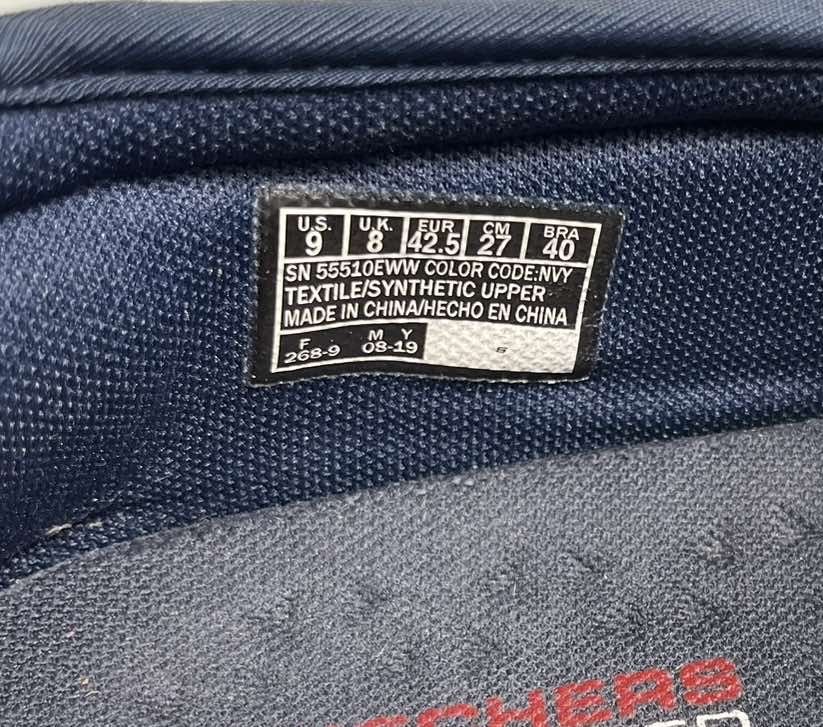 U.S. U.K. EUR CM BRA
9 8 42.5 27 40
SN 55510EWW COLOR CODE:NVY
TEXTILE/SYNTHETIC UPPER
MADE IN CHINA/HECHO EN CHINA
F M Y
268-9 08-19
SKECHERS